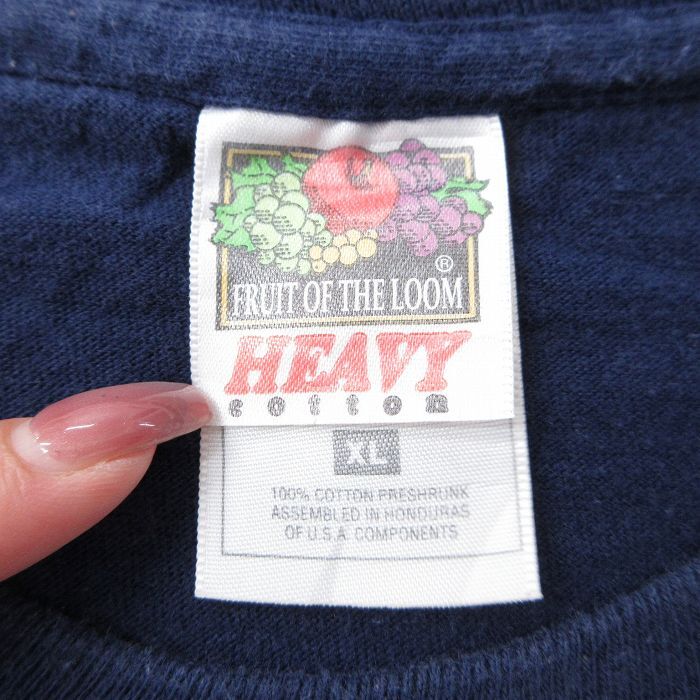 ®
FRUIT OF THE LOOM
HEAVY
cotton
XL
100% COTTON PRESHRUNK
ASSEMBLED IN HONDURAS
OF U.S.A. COMPONENTS